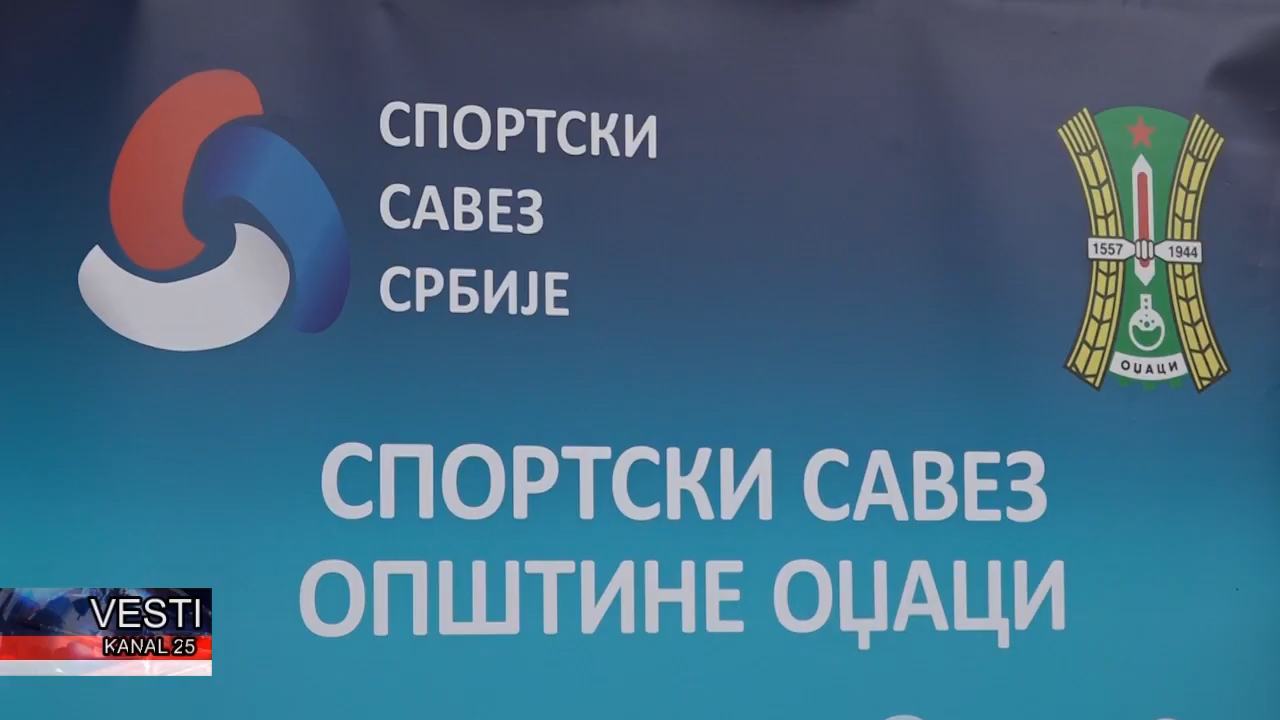 СПОРТСКИ
САВЕЗ
СРБИЈЕ
1557 1944
ОЏАЦИ
СПОРТСКИ САВЕЗ
ОПШТИНЕ ОЏАЦИ
VESTI
KANAL 25